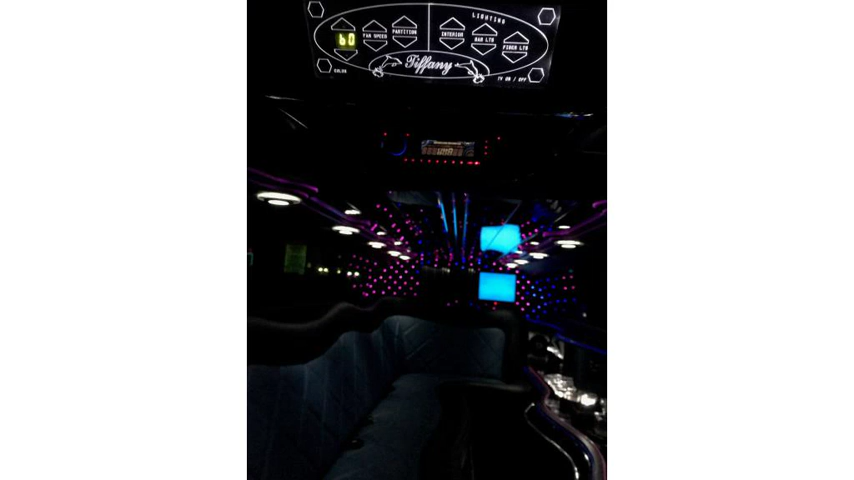 LIGHTING
60
FAN SPEED
PARTITION
INTERIOR
BAR LTS
FIBER LTS
Tiffany
COLOR
TV ON / OFF